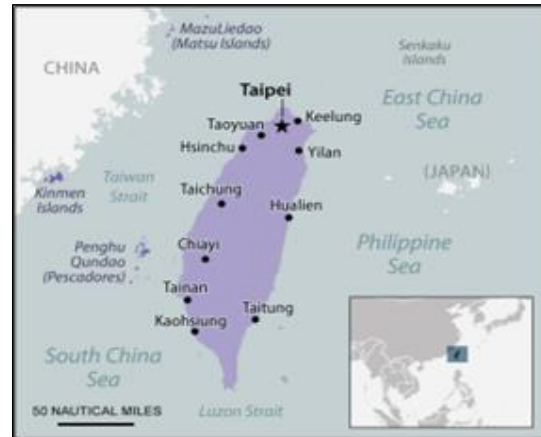 MazuLiedao
(Matsu Islands)
Senkaku
Islands
CHINA
Taipei
East China
Sea
Keelung
Taoyuan
Hsinchu
Yilan
Taiwan
Strait
(JAPAN)
Kinmen
Islands
Taichung
Hualien
Penghu
Qundao
(Pescadores)
Chiayi
Philippine
Sea
Tainan
Taitung
Kaohsiung
South China
Sea
50 NAUTICAL MILES
Luzon Strait